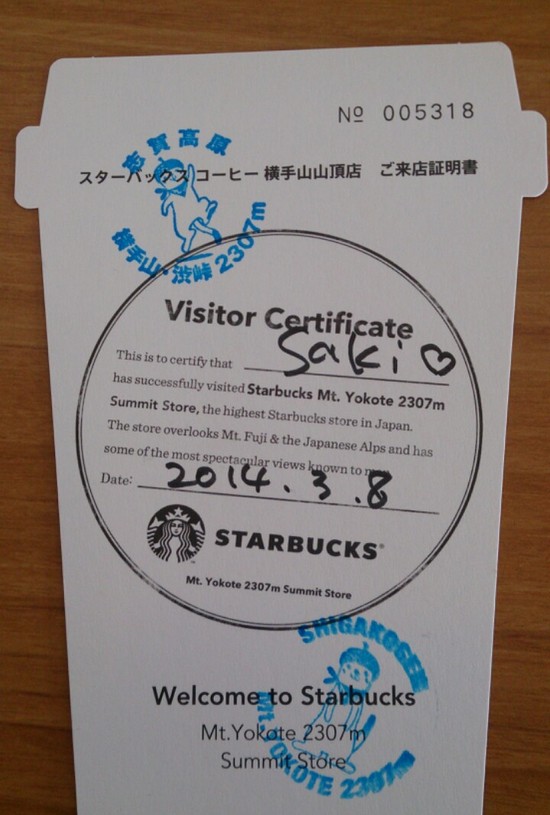 № 005318
志賀高原
スターバックス コーヒー 横手山山頂店 ご来店証明書
横手山・渋峠 2307m
Visitor Certificate
This is to certify that Saki♡
has successfully visited Starbucks Mt. Yokote 2307m
Summit Store, the highest Starbucks store in Japan.
The store overlooks Mt. Fuji & the Japanese Alps and has
some of the most spectacular views known to
Date: 2014.3.8
STARBUCKS
Mt. Yokote 2307m Summit Store
SHIGAKOGEN
Welcome to Starbucks
Mt.Yokote 2307m
Summit Store
Mt. YOKOTE 2307m